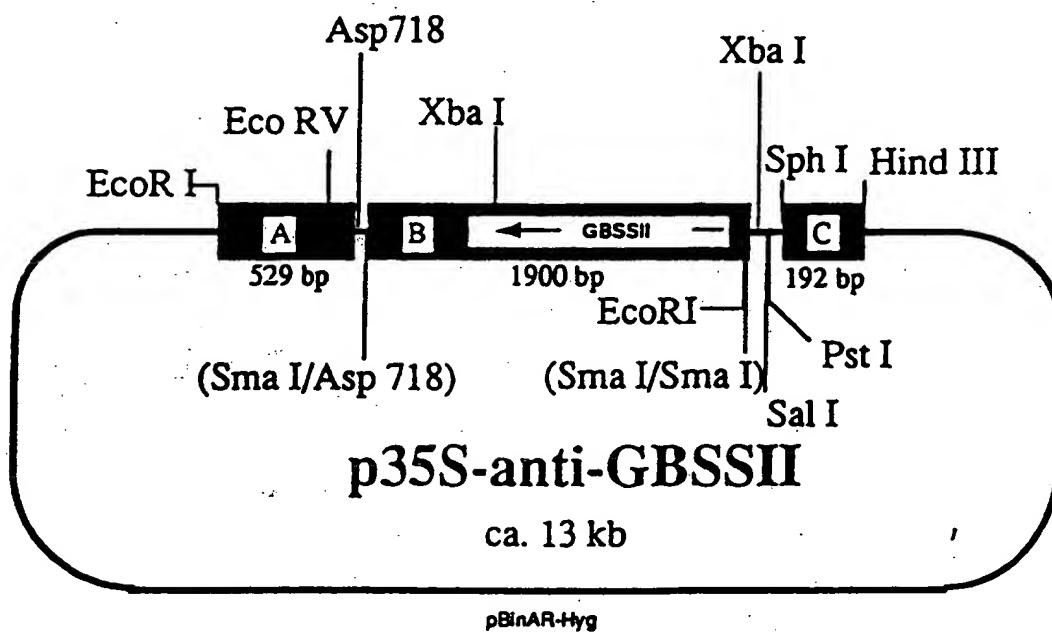 Asp718
Xba I
Eco RV
Xba I
EcoR I
Sph I
Hind III
A
B
GBSSII
C
529 bp
1900 bp
192 bp
EcoRI
Pst I
(Sma I/Asp 718)
(Sma I/Sma I)
Sal I
p35S-anti-GBSSII
ca. 13 kb
pBinAR-Hyg